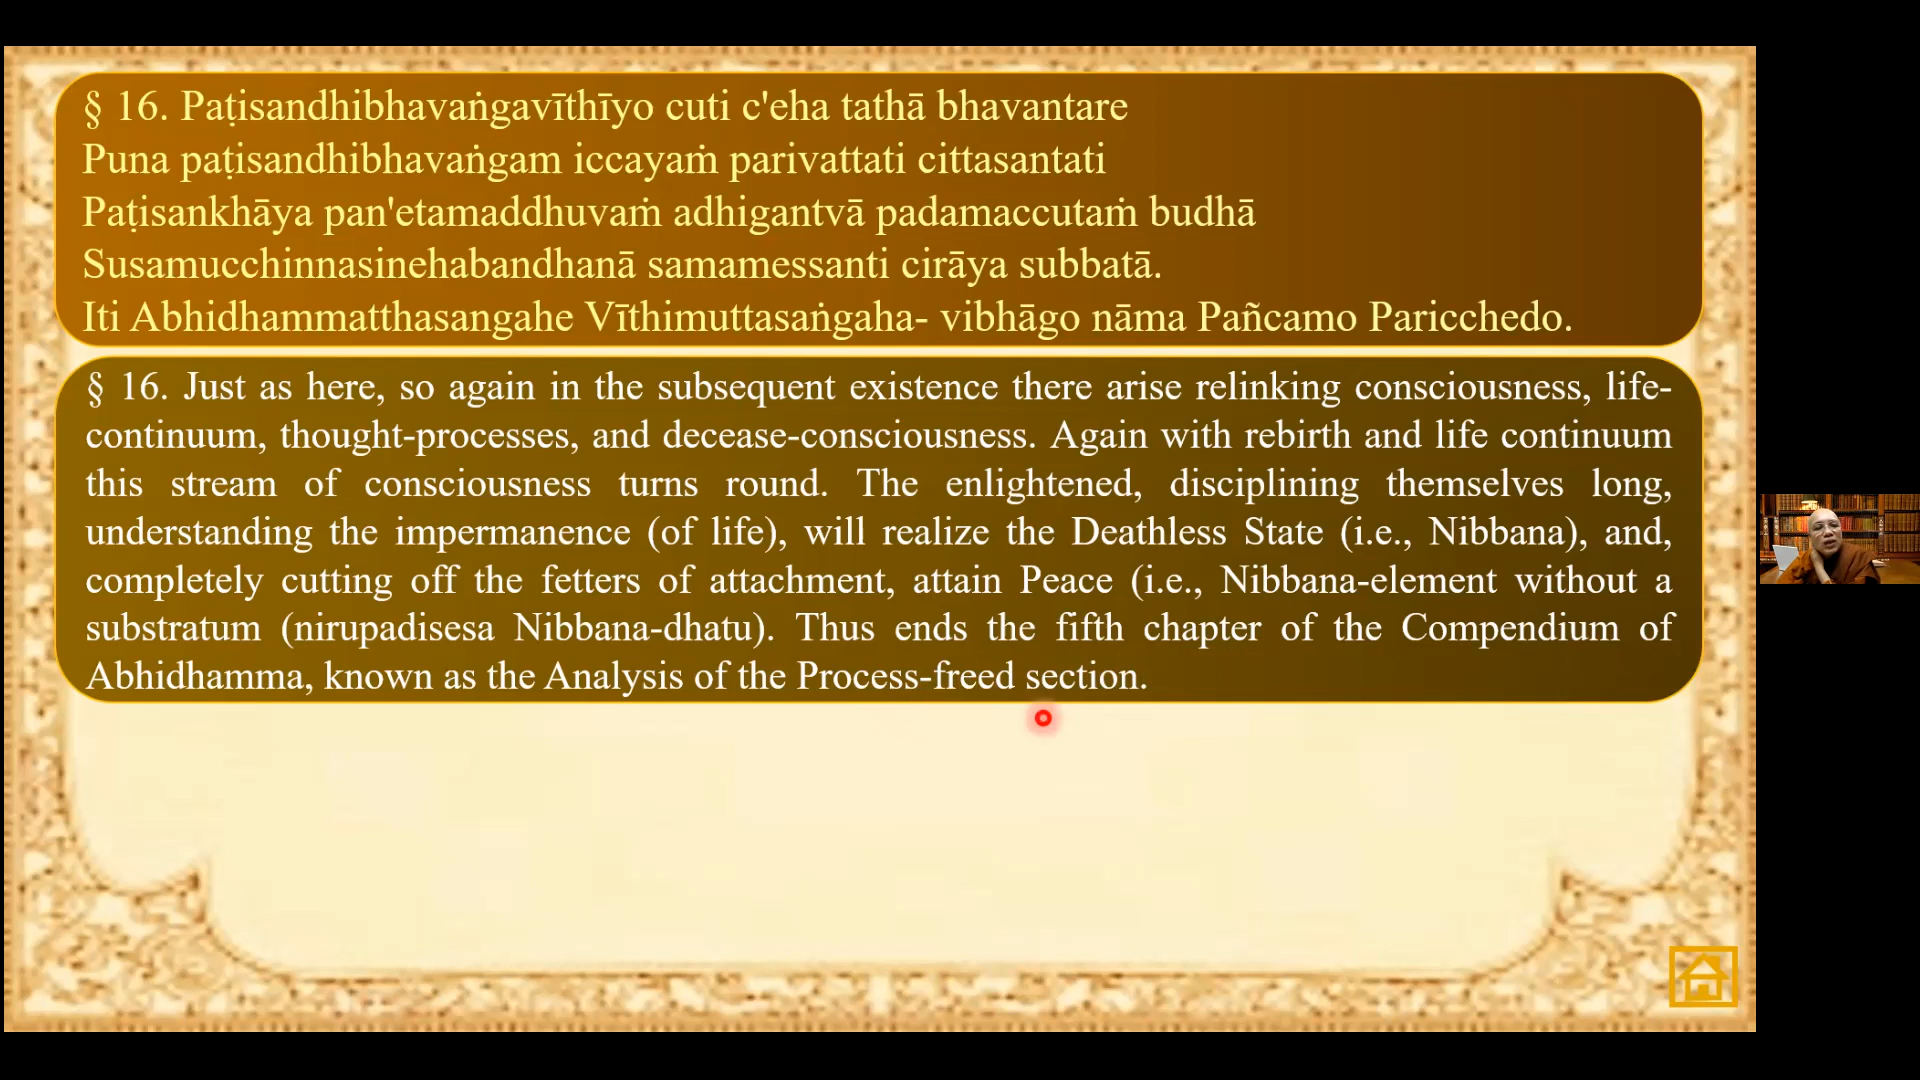 § 16. Paṭisandhibhavaṅgavīthīyo cuti c'eha tathā bhavantare
Puna paṭisandhibhavaṅgam iccayaṁ parivattati cittasantati
Paṭisankhāya pan'etamaddhuvaṁ adhigantvā padamaccutaṁ budhā
Susamucchinnasinehabandhanā samamessanti cirāya subbatā.
Iti Abhidhammatthasangahe Vīthimuttasaṅgaha- vibhāgo nāma Pañcamo Paricchedo.
§ 16. Just as here, so again in the subsequent existence there arise relinking consciousness, life-
continuum, thought-processes, and decease-consciousness. Again with rebirth and life continuum
this stream of consciousness turns round. The enlightened, disciplining themselves long,
understanding the impermanence (of life), will realize the Deathless State (i.e., Nibbana), and,
completely cutting off the fetters of attachment, attain Peace (i.e., Nibbana-element without a
substratum (nirupadisesa Nibbana-dhatu). Thus ends the fifth chapter of the Compendium of
Abhidhamma, known as the Analysis of the Process-freed section.